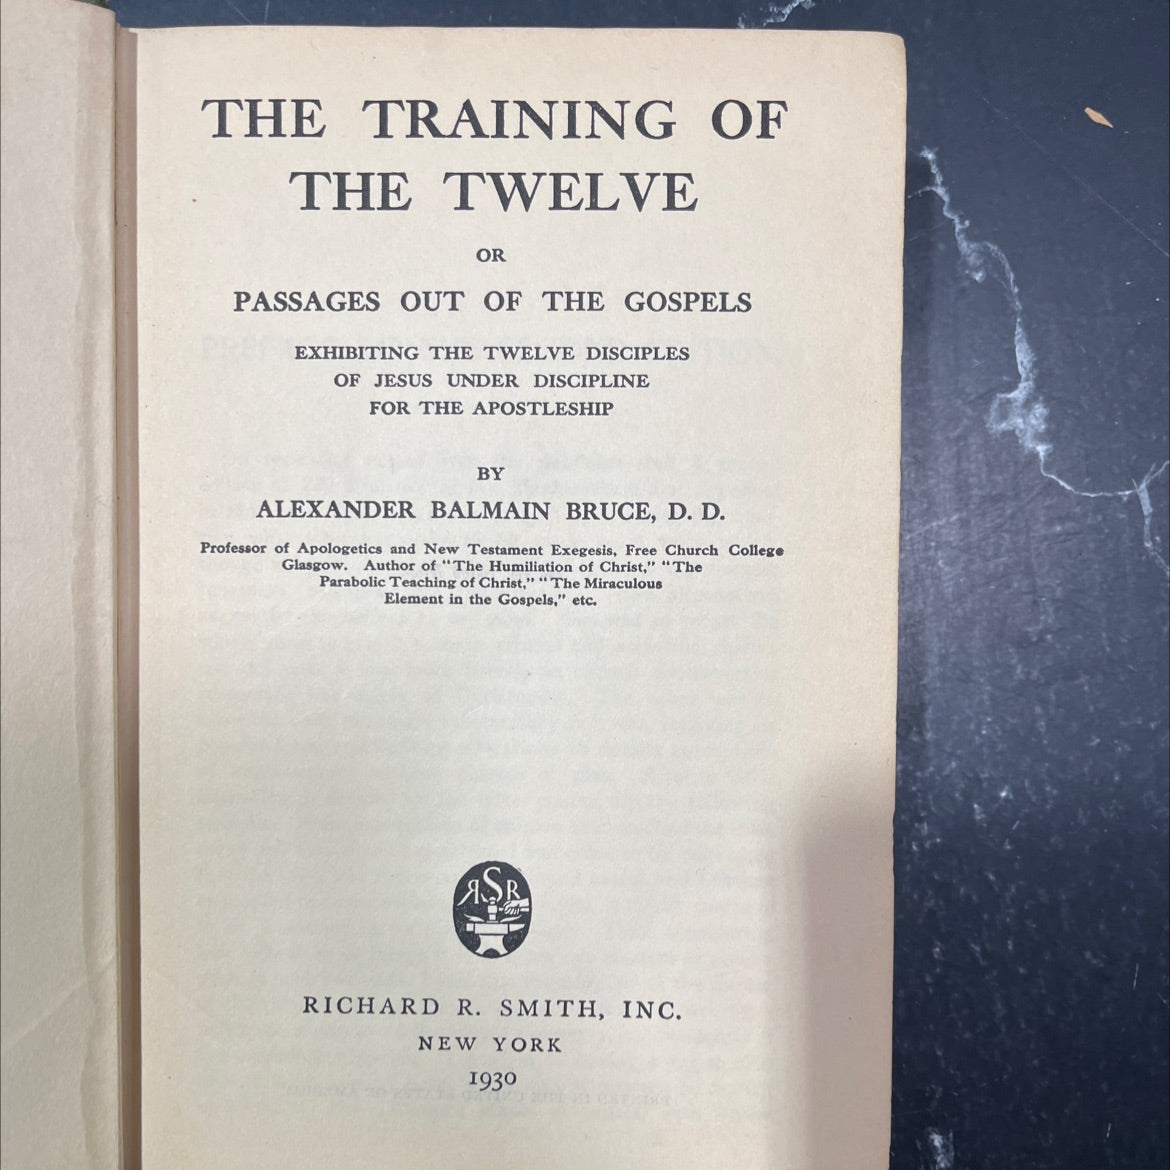 THE TRAINING OF
THE TWELVE
OR
PASSAGES OUT OF THE GOSPELS
EXHIBITING THE TWELVE DISCIPLES
OF JESUS UNDER DISCIPLINE
FOR THE APOSTLESHIP
BY
ALEXANDER BALMAIN BRUCE, D. D.
Professor of Apologetics and New Testament Exegesis, Free Church College
Glasgow. Author of "The Humiliation of Christ," "The
Parabolic Teaching of Christ," "The Miraculous
Element in the Gospels," etc.
RSR
RICHARD R. SMITH, INC.
NEW YORK
1930